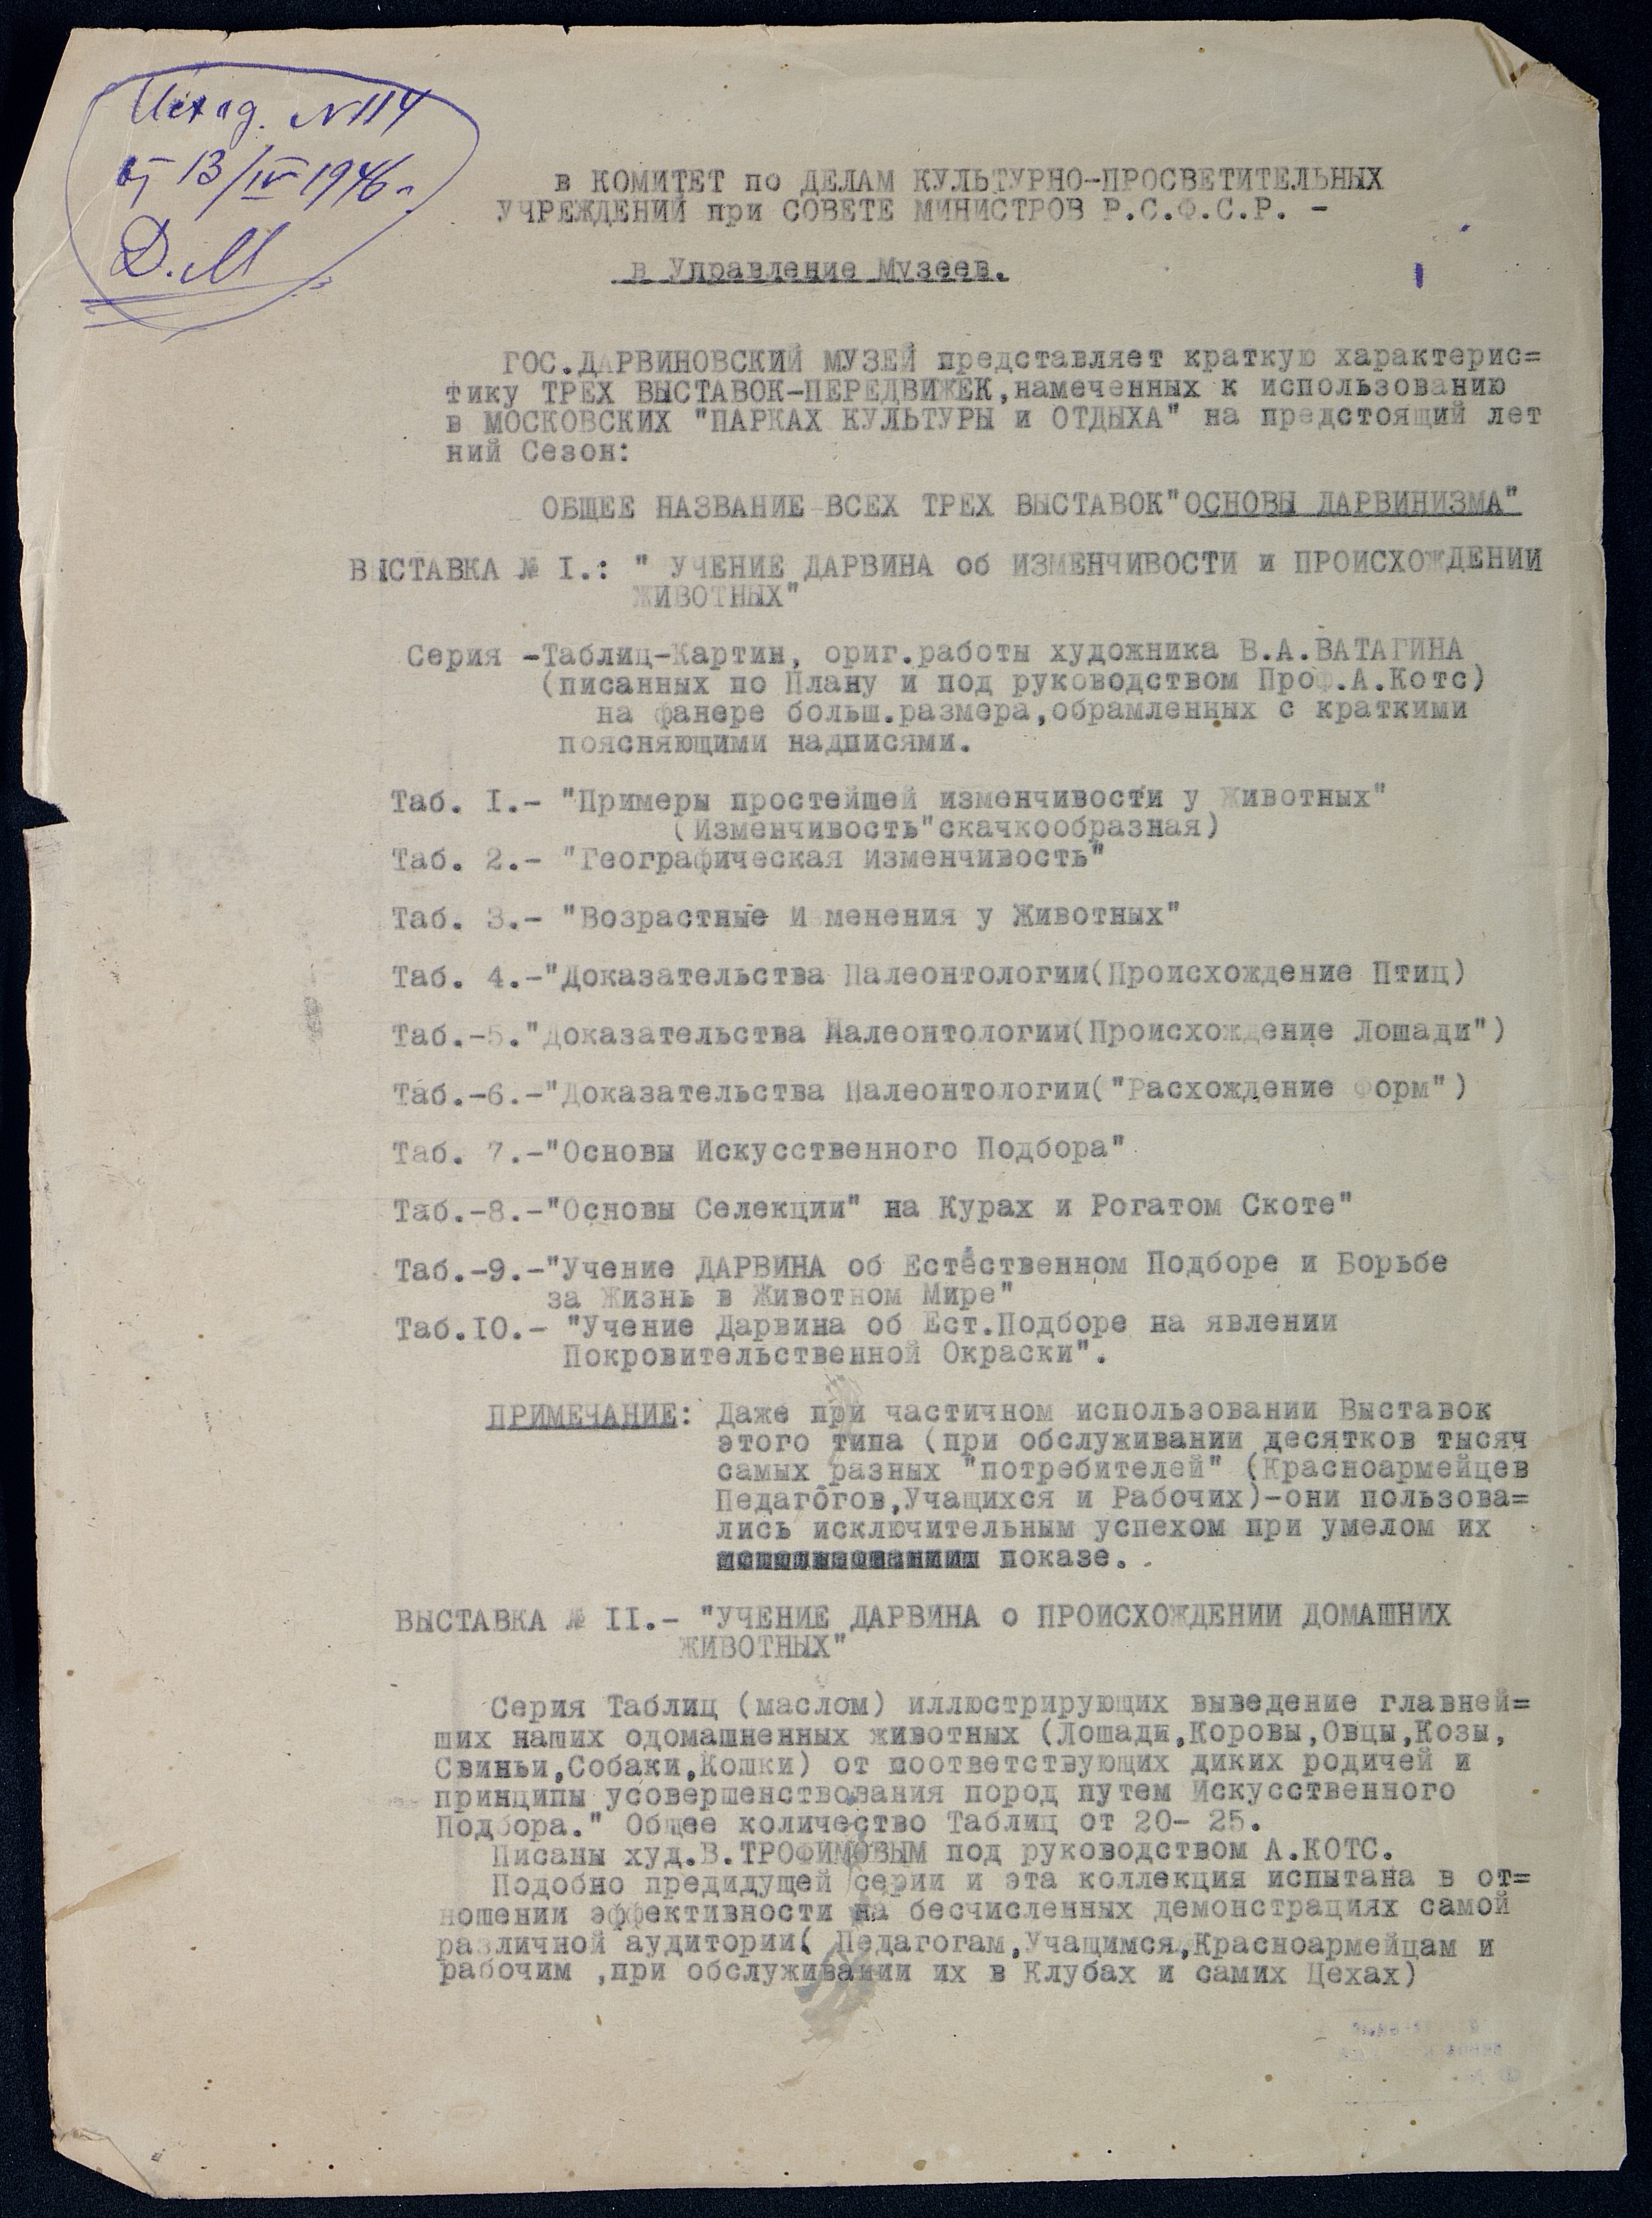 Исход. N 114
от 13/IV 1946 г.
Д.М
в КОМИТЕТ по ДЕЛАМ КУЛЬТУРНО-ПРОСВЕТИТЕЛЬНЫХ
УЧРЕЖДЕНИЙ при СОВЕТЕ МИНИСТРОВ Р.С.Ф.С.Р. -
в Управление Музеев.
ГОС.ДАРВИНОВСКИЙ МУЗЕЙ представляет краткую характерис=
тику ТРЕХ ВЫСТАВОК-ПЕРЕДВИЖЕК,намеченных к использованию
в МОСКОВСКИХ "ПАРКАХ КУЛЬТУРЫ и ОТДЫХА" на предстоящий лет
ний Сезон:
ОБЩЕЕ НАЗВАНИЕ ВСЕХ ТРЕХ ВЫСТАВОК"ОСНОВЫ ДАРВИНИЗМА"
ВЫСТАВКА № I.: " УЧЕНИЕ ДАРВИНА об ИЗМЕНЧИВОСТИ и ПРОИСХОЖДЕНИИ
ЖИВОТНЫХ"
Серия -Таблиц-Картин, ориг.работы художника В.А.ВАТАГИНА
(писанных по Плану и под руководством Проф.А.Котс)
на фанере больш.размера,обрамленных с краткими
поясняющими надписями.
Таб. I.- "Примеры простейшей изменчивости у Животных"
(Изменчивость"скачкообразная)
Таб. 2.- "Географическая Изменчивость"
Таб. 3.- "Возрастные Изменения у Животных"
Таб. 4.-"Доказательства Палеонтологии(Происхождение Птиц)
Таб.-5."Доказательства Палеонтологии(Происхождение Лошади")
Таб.-6.-"Доказательства Палеонтологии("Расхождение Форм")
Таб. 7.-"Основы Искусственного Подбора"
Таб.-8.-"Основы Селекции" на Курах и Рогатом Скоте"
Таб.-9.-"Учение ДАРВИНА об Естественном Подборе и Борьбе
за Жизнь в Животном Мире"
Таб.IO.- "Учение Дарвина об Ест.Подборе на явлении
Покровительственной Окраски".
ПРИМЕЧАНИЕ: Даже при частичном использовании Выставок
этого типа (при обслуживании десятков тысяч
самых разных "потребителей" (Красноармейцев
Педагогов,Учащихся и Рабочих)-они пользова=
лись исключительным успехом при умелом их
показе.
ВЫСТАВКА № II.- "УЧЕНИЕ ДАРВИНА о ПРОИСХОЖДЕНИИ ДОМАШНИХ
ЖИВОТНЫХ"
Серия Таблиц (маслом) иллюстрирующих выведение главней=
ших наших одомашненных животных (Лошади,Коровы,Овцы,Козы,
Свиньи,Собаки,Кошки) от соответствующих диких родичей и
принципы усовершенствования пород путем Искусственного
Подбора." Общее количество Таблиц от 20- 25.
Писаны худ.В.ТРОФИМОВЫМ под руководством А.КОТС.
Подобно предидущей серии и эта коллекция испытана в от=
ношении эффективности на бесчисленных демонстрациях самой
различной аудитории( Педагогам,Учащимся,Красноармейцам и
рабочим ,при обслуживании их в Клубах и самих Цехах)